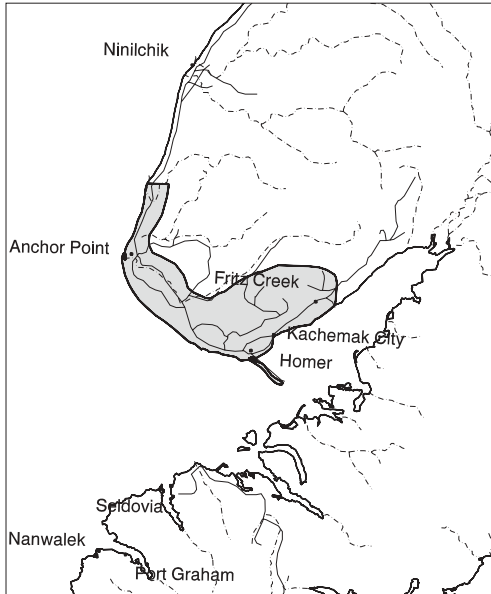 Ninilchik
Anchor Point
Fritz Creek
Kachemak City
Homer
Seldovia
Nanwalek
Port Graham